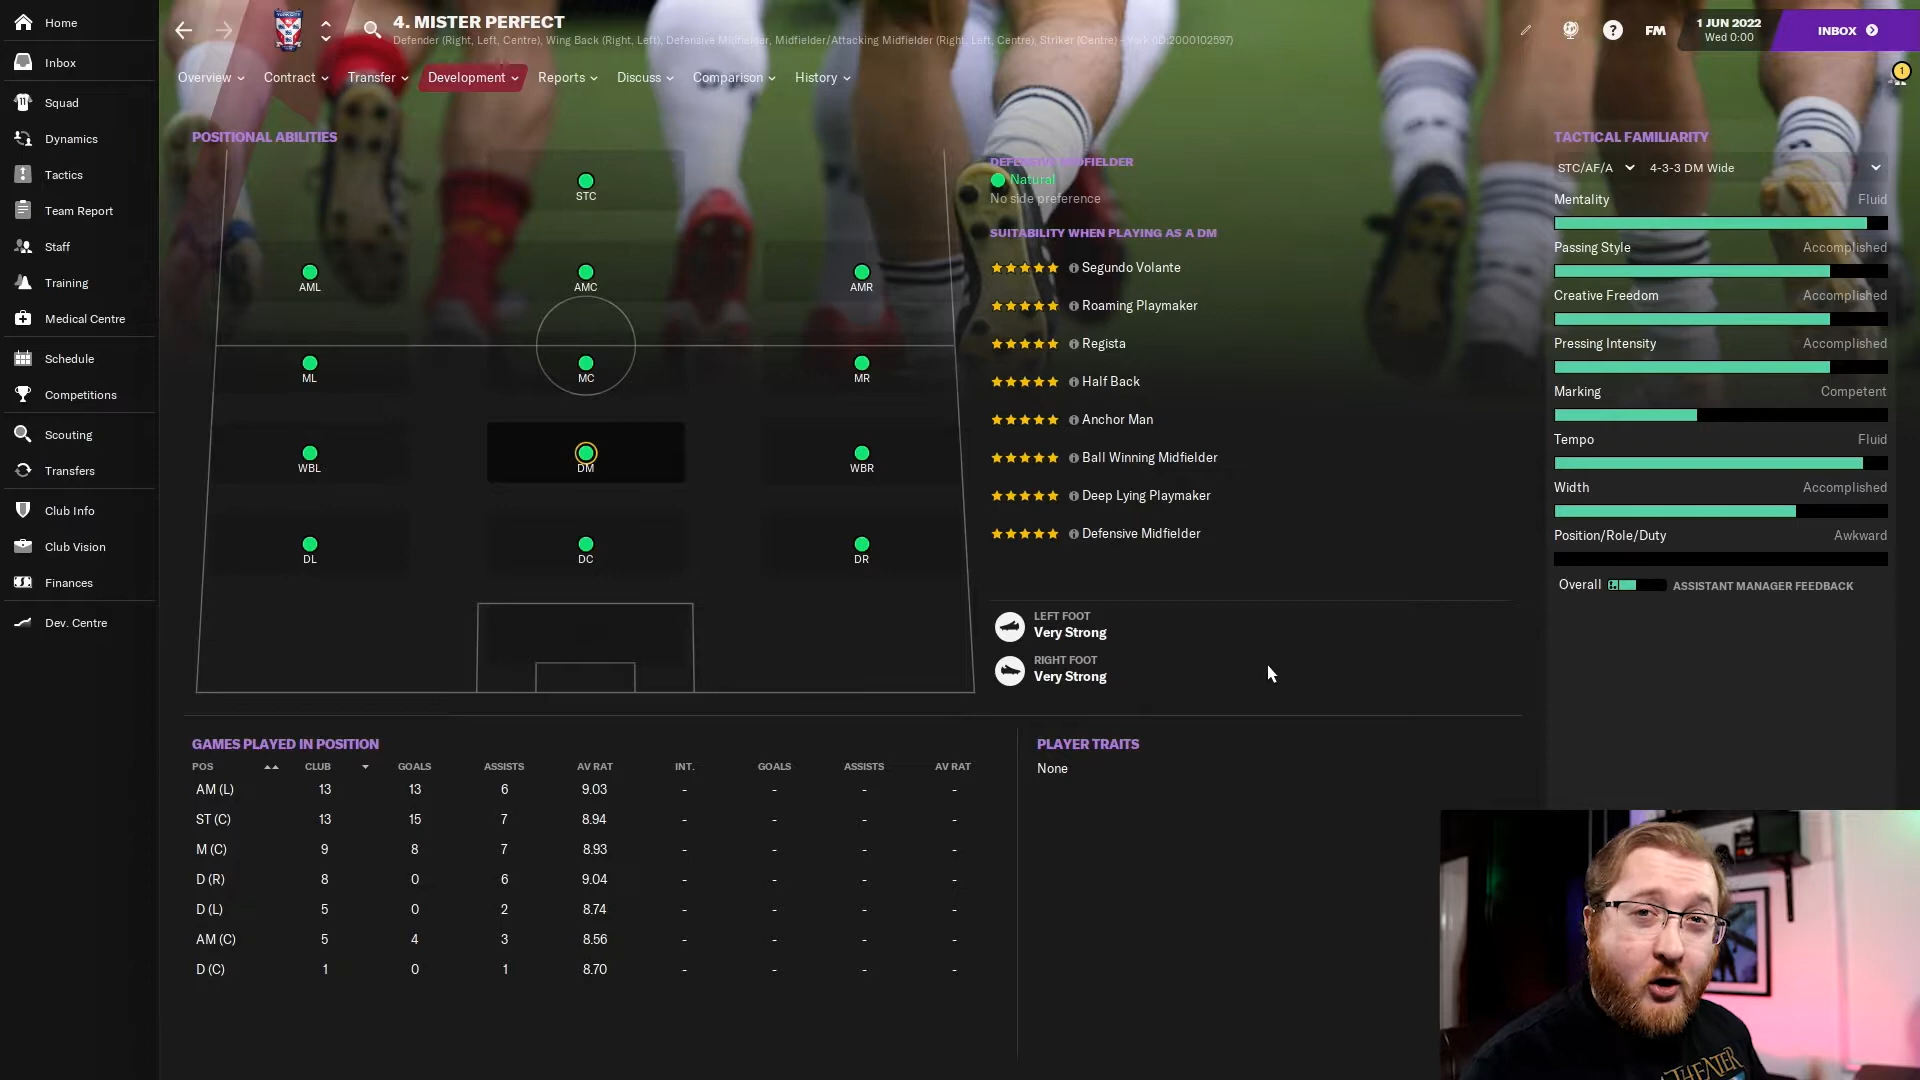 Home
Inbox
Squad
Dynamics
Tactics
Team Report
Staff
Training
Medical Centre
Schedule
Competitions
Scouting
Transfers
Club Info
Club Vision
Finances
Dev. Centre
4. MISTER PERFECT
Defender (Right, Left, Centre), Wing Back (Right, Left), Defensive Midfielder, Midfielder/Attacking Midfielder (Right, Left, Centre), Striker (Centre) - York (ID:2000102597)
FM
1 JUN 2022
Wed 0:00
INBOX
1
Overview Contract Transfer Development Reports Discuss Comparison History
POSITIONAL ABILITIES
STC
AML AMC AMR
ML MC MR
WBL DM WBR
DL DC DR
DEFENSIVE MIDFIELDER
Natural
No side preference
SUITABILITY WHEN PLAYING AS A DM
Segundo Volante
Roaming Playmaker
Regista
Half Back
Anchor Man
Ball Winning Midfielder
Deep Lying Playmaker
Defensive Midfielder
LEFT FOOT
Very Strong
RIGHT FOOT
Very Strong
TACTICAL FAMILIARITY
STC/AF/A 4-3-3 DM Wide
Mentality Fluid
Passing Style Accomplished
Creative Freedom Accomplished
Pressing Intensity Accomplished
Marking Competent
Tempo Fluid
Width Accomplished
Position/Role/Duty Awkward
Overall ASSISTANT MANAGER FEEDBACK
GAMES PLAYED IN POSITION
POS CLUB GOALS ASSISTS AV RAT INT. GOALS ASSISTS AV RAT
AM (L) 13 13 6 9.03 - - - -
ST (C) 13 15 7 8.94 - - - -
M (C) 9 8 7 8.93 - - - -
D (R) 8 0 6 9.04 - - - -
D (L) 5 0 2 8.74 - - - -
AM (C) 5 4 3 8.56 - - - -
D (C) 1 0 1 8.70 - - - -
PLAYER TRAITS
None